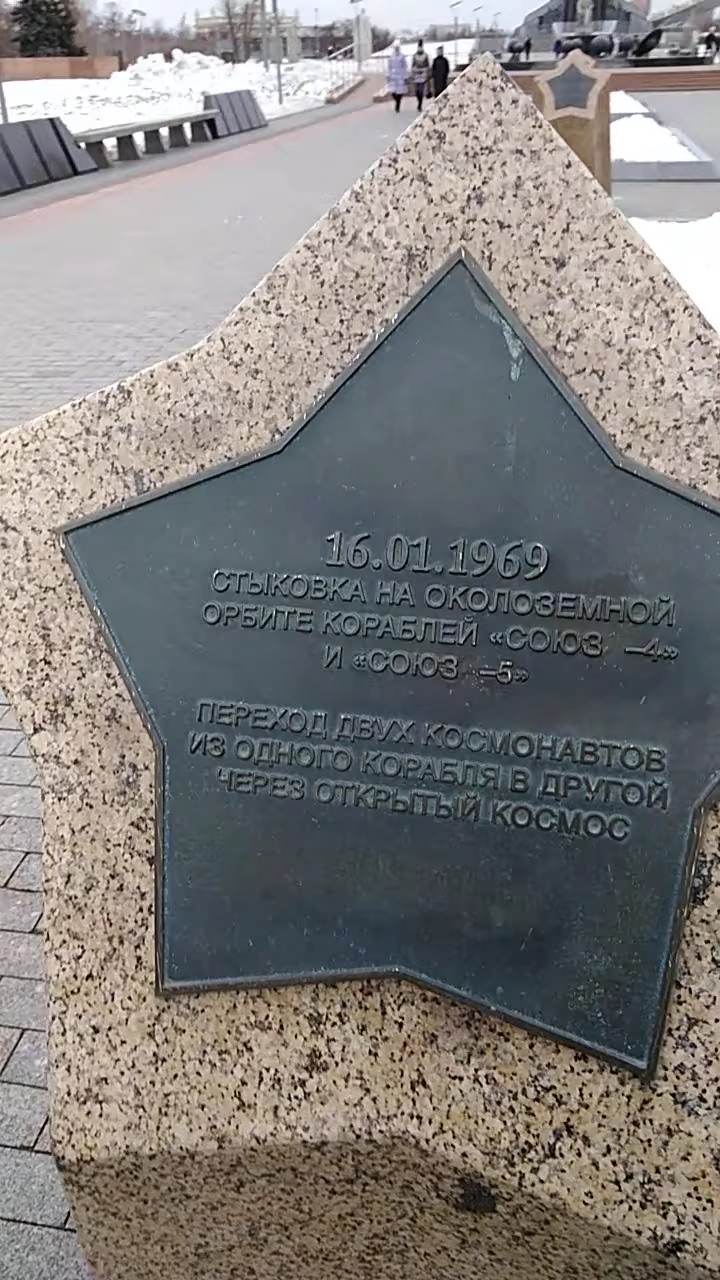 16.01.1969
СТЫКОВКА НА ОКОЛОЗЕМНОЙ
ОРБИТЕ КОРАБЛЕЙ «СОЮЗ –4»
И «СОЮЗ –5»
ПЕРЕХОД ДВУХ КОСМОНАВТОВ
ИЗ ОДНОГО КОРАБЛЯ В ДРУГОЙ
ЧЕРЕЗ ОТКРЫТЫЙ КОСМОС